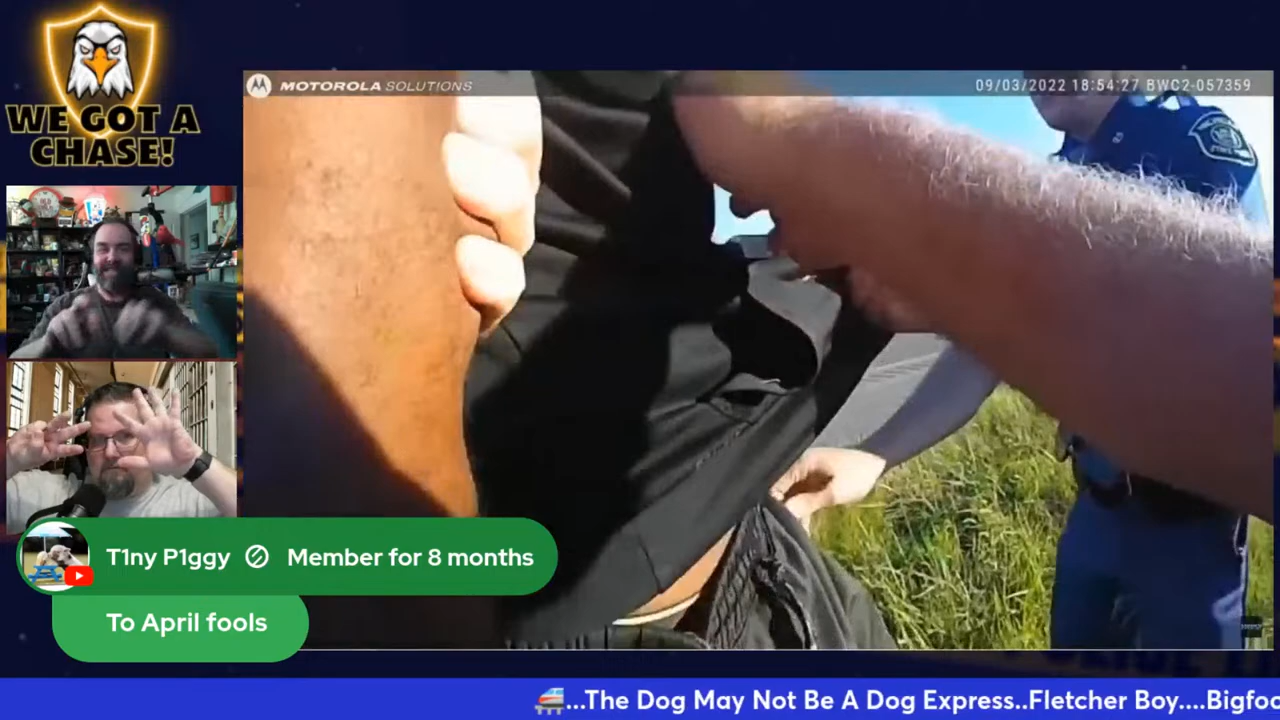 WE GOT A
CHASE!
MOTOROLA SOLUTIONS
09/03/2022 18:54:27 BWC2-057359
T1ny P1ggy Member for 8 months
To April fools
...The Dog May Not Be A Dog Express..Fletcher Boy....Bigfoo